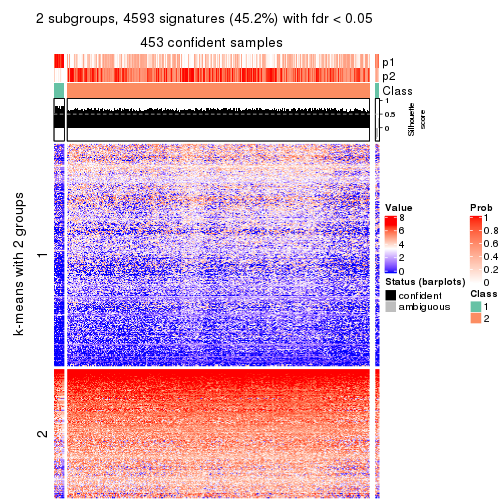 2 subgroups, 4593 signatures (45.2%) with fdr < 0.05
453 confident samples
p1
p2
Class
1
0.5
0
Silhouette
score
k-means with 2 groups
1
2
Value
8
6
4
2
0
Status (barplots)
confident
ambiguous
Prob
1
0.8
0.6
0.4
0.2
0
Class
1
2